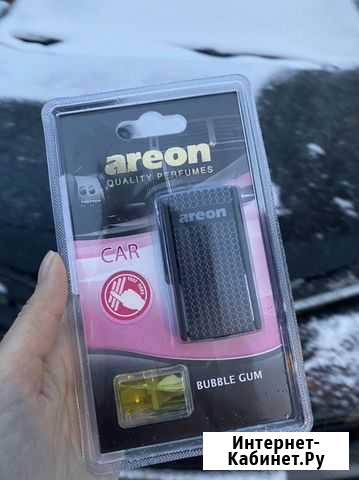 areon
QUALITY PERFUMES
areon
CAR
BUBBLE GUM
Интернет-
Кабинет.Ру